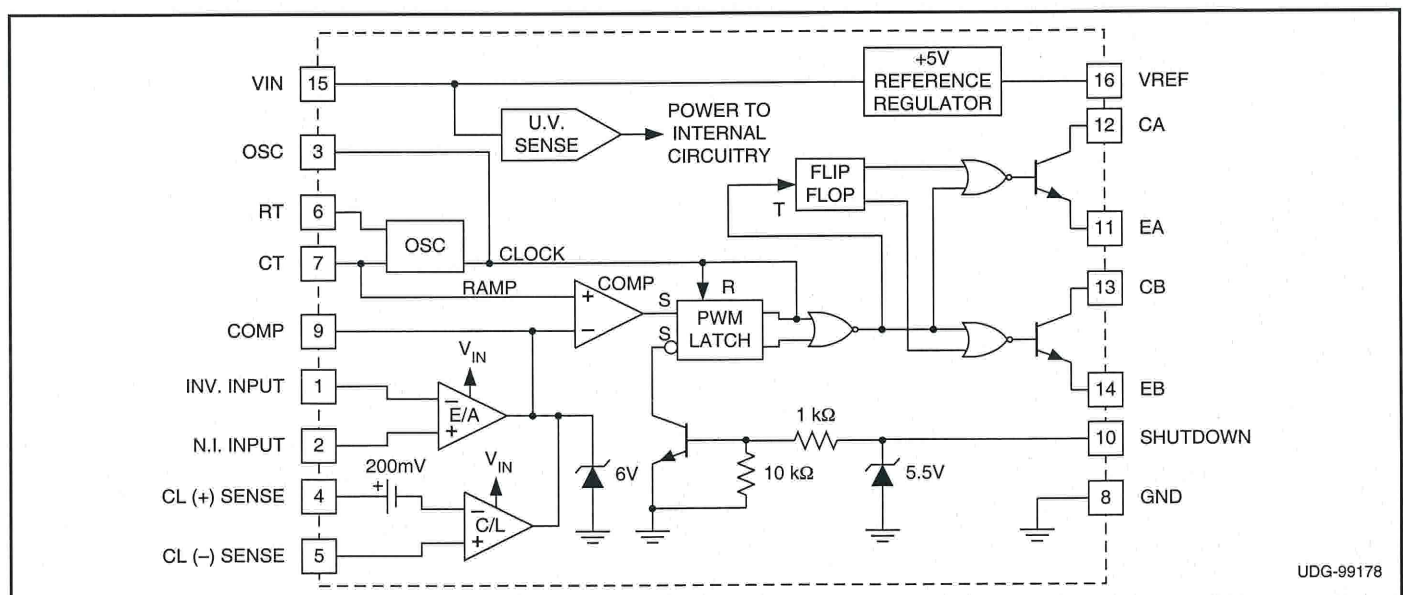 VIN 15
+5V
REFERENCE
REGULATOR
16 VREF
U.V.
SENSE
POWER TO
INTERNAL
CIRCUITRY
12 CA
OSC 3
FLIP
FLOP
T
RT 6
11 EA
OSC
CLOCK
CT 7
RAMP
COMP
+
−
S
R
13 CB
COMP 9
S
PWM
LATCH
VIN
INV. INPUT 1
−
E/A
+
14 EB
N.I. INPUT 2
1 kΩ
10 SHUTDOWN
200mV
+
VIN
6V
10 kΩ
5.5V
CL (+) SENSE 4
−
C/L
+
8 GND
CL (–) SENSE 5
UDG-99178